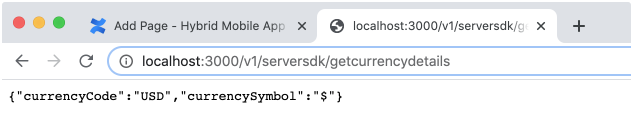 Add Page - Hybrid Mobile App
localhost:3000/v1/serversdk/g
localhost:3000/v1/serversdk/getcurrencydetails
{"currencyCode":"USD","currencySymbol":"$"}